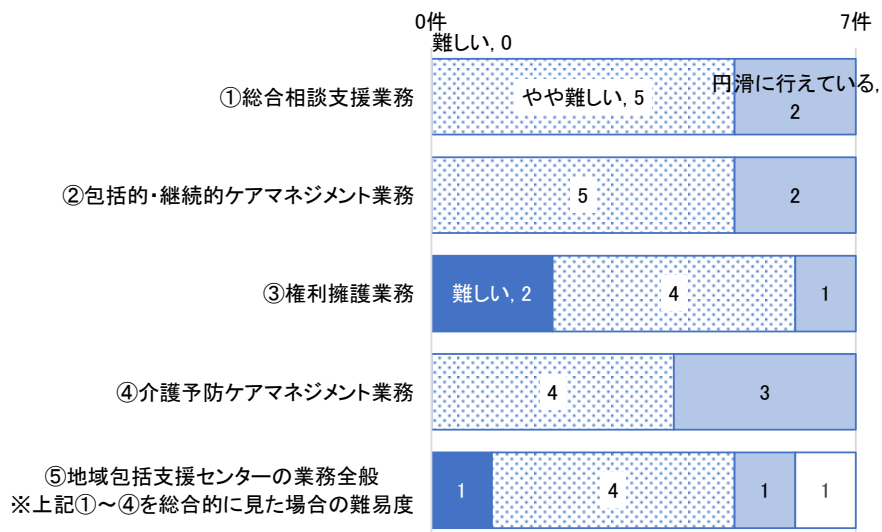 0件
7件
難しい, 0
①総合相談支援業務
やや難しい, 5
円滑に行えている,
2
②包括的・継続的ケアマネジメント業務
5
2
③権利擁護業務
難しい, 2
4
1
④介護予防ケアマネジメント業務
4
3
⑤地域包括支援センターの業務全般
※上記①～④を総合的に見た場合の難易度
1
4
1
1